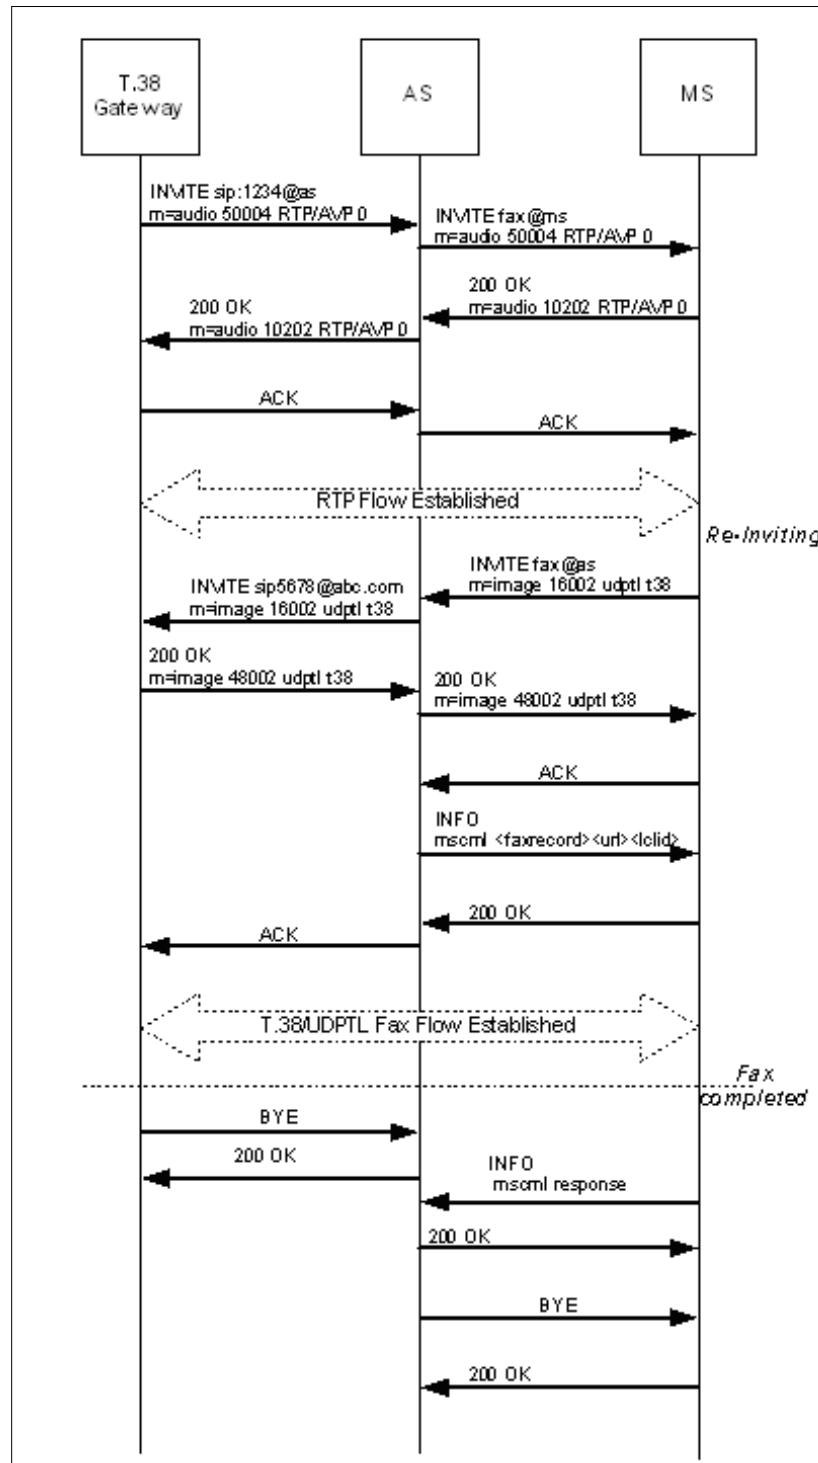 T.38
Gateway
AS
MS
INVITE sip:1234@as
m=audio 50004 RTP/AVP 0
INVITE fax@ms
m=audio 50004 RTP/AVP 0
200 OK
m=audio 10202 RTP/AVP 0
200 OK
m=audio 10202 RTP/AVP 0
ACK
ACK
RTP Flow Established
Re-Inviting
INVITE fax@as
m=image 16002 udptl t38
INVITE sip5678@abc.com
m=image 16002 udptl t38
200 OK
m=image 48002 udptl t38
200 OK
m=image 48002 udptl t38
ACK
INFO
mscml <faxrecord><url><lclid>
200 OK
ACK
T.38/UDPTL Fax Flow Established
Fax
completed
BYE
200 OK
INFO
mscml response
200 OK
BYE
200 OK